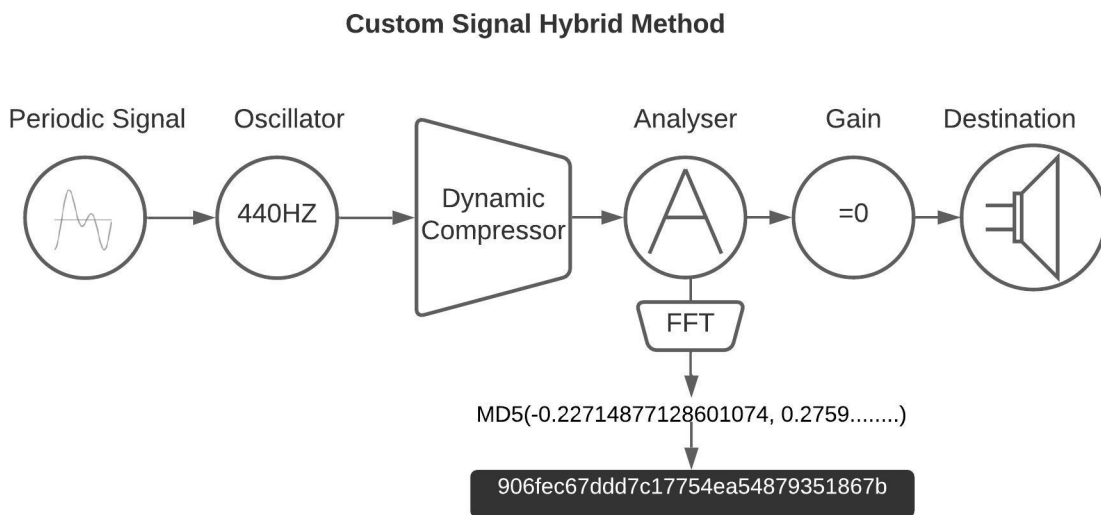 Custom Signal Hybrid Method
Periodic Signal
Oscillator
Analyser
Gain
Destination
440HZ
Dynamic
Compressor
=0
FFT
MD5(-0.22714877128601074, 0.2759........)
906fec67ddd7c17754ea54879351867b